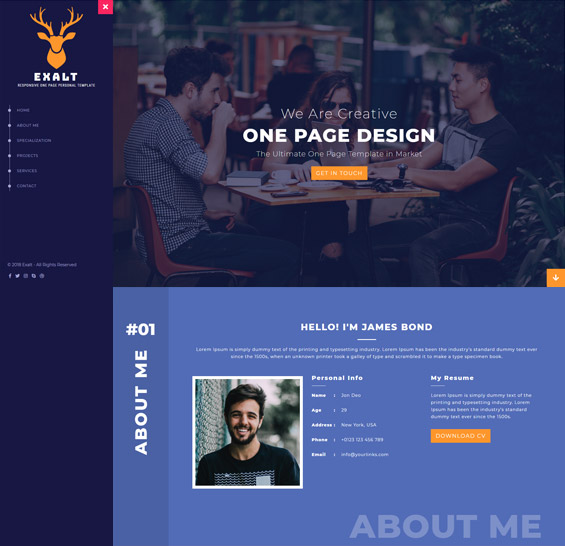 EXALT
RESPONSIVE ONE PAGE PERSONAL TEMPLATE
HOME
ABOUT ME
SPECIALIZATION
PROJECTS
SERVICES
CONTACT
© 2019 Exalt - All Rights Reserved
We Are Creative
ONE PAGE DESIGN
The Ultimate One Page Template in Market
GET IN TOUCH
#01
ABOUT ME
HELLO! I'M JAMES BOND
Lorem Ipsum is simply dummy text of the printing and typesetting industry. Lorem Ipsum has been the industry's standard dummy text ever
since the 1500s, when an unknown printer took a galley of type and scrambled it to make a type specimen book.
Personal Info
Name : Jon Deo
Age : 29
Address : New York, USA
Phone : +0123 123 456 789
Email : info@yourlinks.com
My Resume
Lorem Ipsum is simply dummy text of the
printing and typesetting industry. Lorem
Ipsum has been the industry's standard
dummy text ever since the 1500s.
DOWNLOAD CV
ABOUT ME